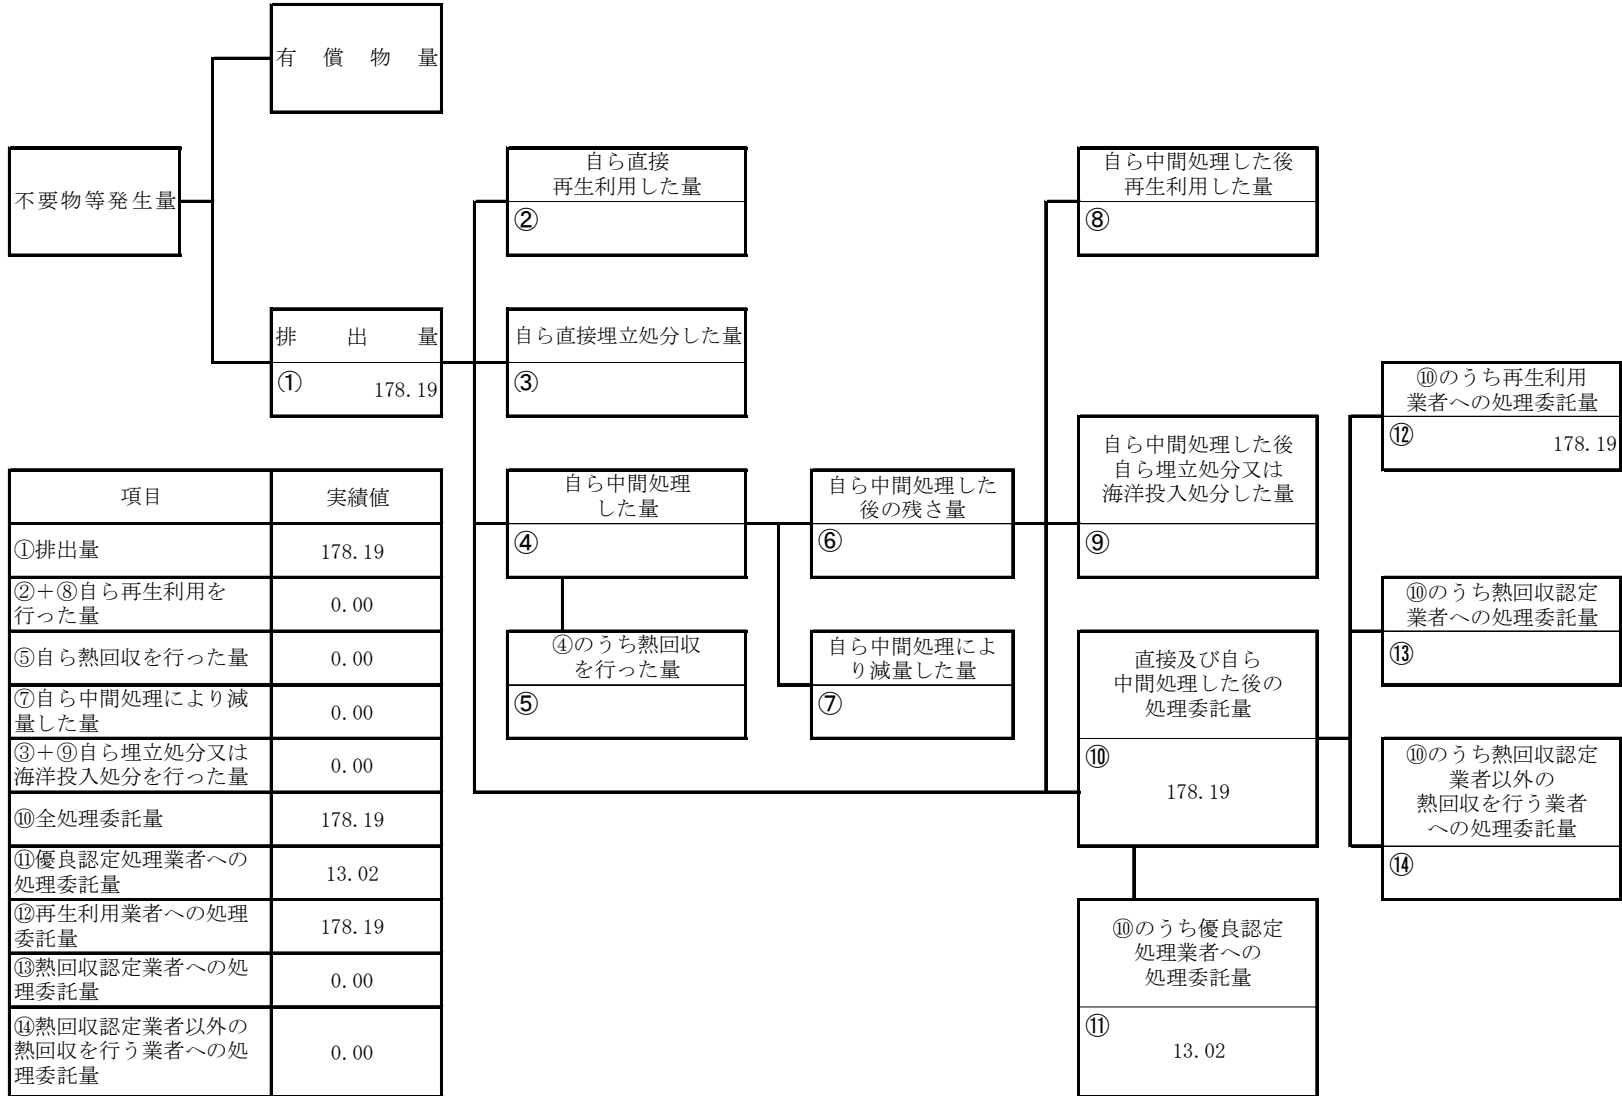 有償物量
不要物等発生量
排出量
①
178.19
自ら直接
再生利用した量
②
自ら直接埋立処分した量
③
自ら中間処理
した量
④
④のうち熱回収
を行った量
⑤
自ら中間処理した
後の残さ量
⑥
自ら中間処理によ
り減量した量
⑦
自ら中間処理した後
再生利用した量
⑧
自ら中間処理した後
自ら埋立処分又は
海洋投入処分した量
⑨
直接及び自ら
中間処理した後の
処理委託量
⑩
178.19
⑩のうち優良認定
処理業者への
処理委託量
⑪
13.02
⑩のうち再生利用
業者への処理委託量
⑫
178.19
⑩のうち熱回収認定
業者への処理委託量
⑬
⑩のうち熱回収認定
業者以外の
熱回収を行う業者
への処理委託量
⑭
項目 実績値
①排出量 178.19
②+⑧自ら再生利用を
行った量 0.00
⑤自ら熱回収を行った量 0.00
⑦自ら中間処理により減
量した量 0.00
③+⑨自ら埋立処分又は
海洋投入処分を行った量 0.00
⑩全処理委託量 178.19
⑪優良認定処理業者への
処理委託量 13.02
⑫再生利用業者への処理
委託量 178.19
⑬熱回収認定業者への処
理委託量 0.00
⑭熱回収認定業者以外の
熱回収を行う業者への処
理委託量 0.00